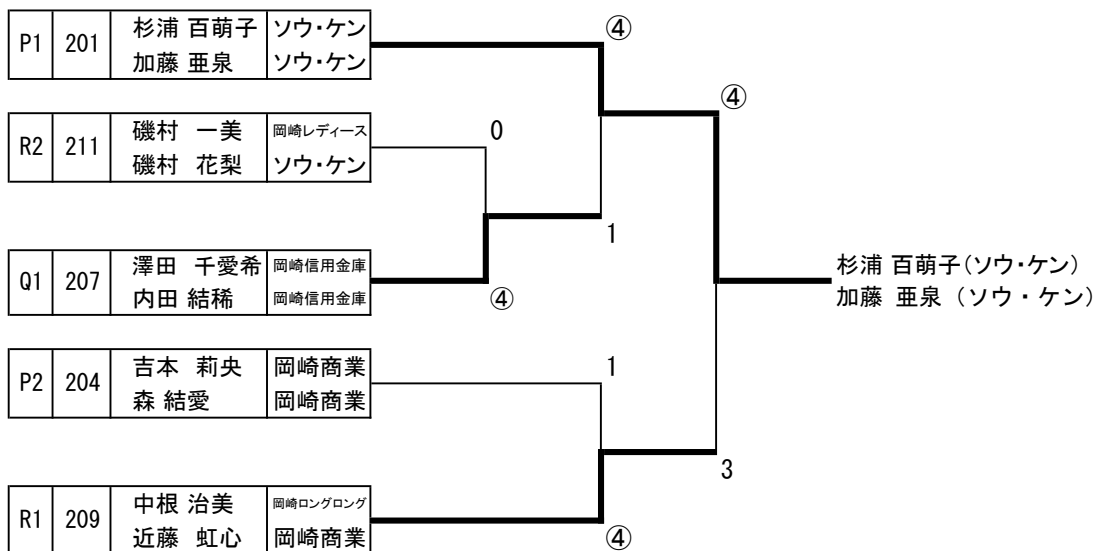 P1 201 杉浦 百萌子 ソウ・ケン
加藤 亜泉 ソウ・ケン
④
④
R2 211 磯村 一美 岡崎レディース
磯村 花梨 ソウ・ケン
0
1
Q1 207 澤田 千愛希 岡崎信用金庫
内田 結稀 岡崎信用金庫
④
杉浦 百萌子(ソウ・ケン)
加藤 亜泉 (ソウ・ケン)
P2 204 吉本 莉央 岡崎商業
森 結愛 岡崎商業
1
3
R1 209 中根 治美 岡崎ロングロング
近藤 虹心 岡崎商業
④